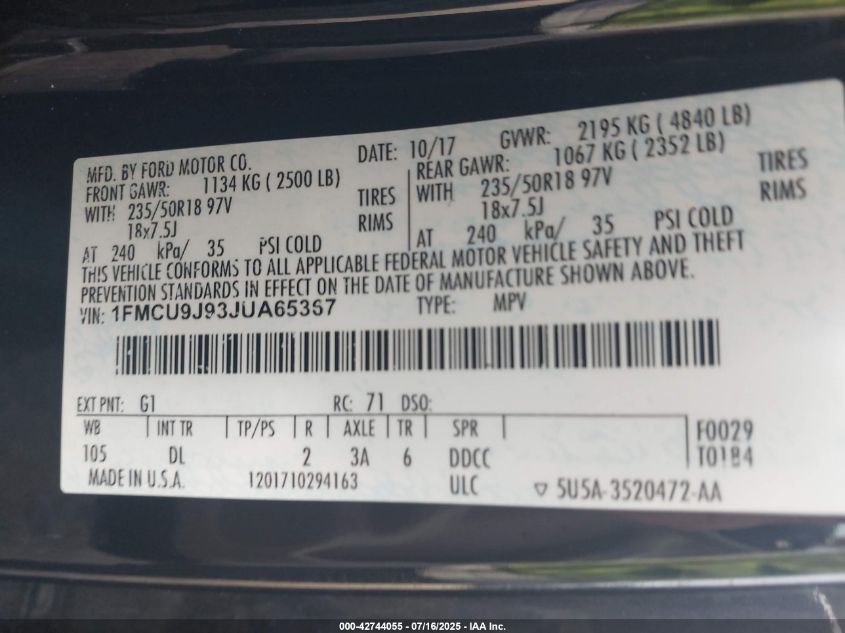 MFD. BY FORD MOTOR CO. DATE: 10/17 GVWR: 2195 KG ( 4840 LB)
FRONT GAWR: 1134 KG ( 2500 LB) REAR GAWR: 1067 KG ( 2352 LB)
WITH 235/50R18 97V TIRES WITH 235/50R18 97V TIRES
18x7.5J RIMS 18x7.5J RIMS
AT 240 kPa/ 35 PSI COLD AT 240 kPa/ 35 PSI COLD
THIS VEHICLE CONFORMS TO ALL APPLICABLE FEDERAL MOTOR VEHICLE SAFETY AND THEFT
PREVENTION STANDARDS IN EFFECT ON THE DATE OF MANUFACTURE SHOWN ABOVE.
VIN: 1FMCU9J93JUA65367 TYPE: MPV
EXT PNT: G1 RC: 71 DSO:
WB INT TR TP/PS R AXLE TR SPR F0029
105 DL 2 3A 6 DDCC T0184
MADE IN U.S.A. 1201710294163 ULC ▽ 5U5A-3520472-AA
000-42744055 - 07/16/2025 - IAA Inc.